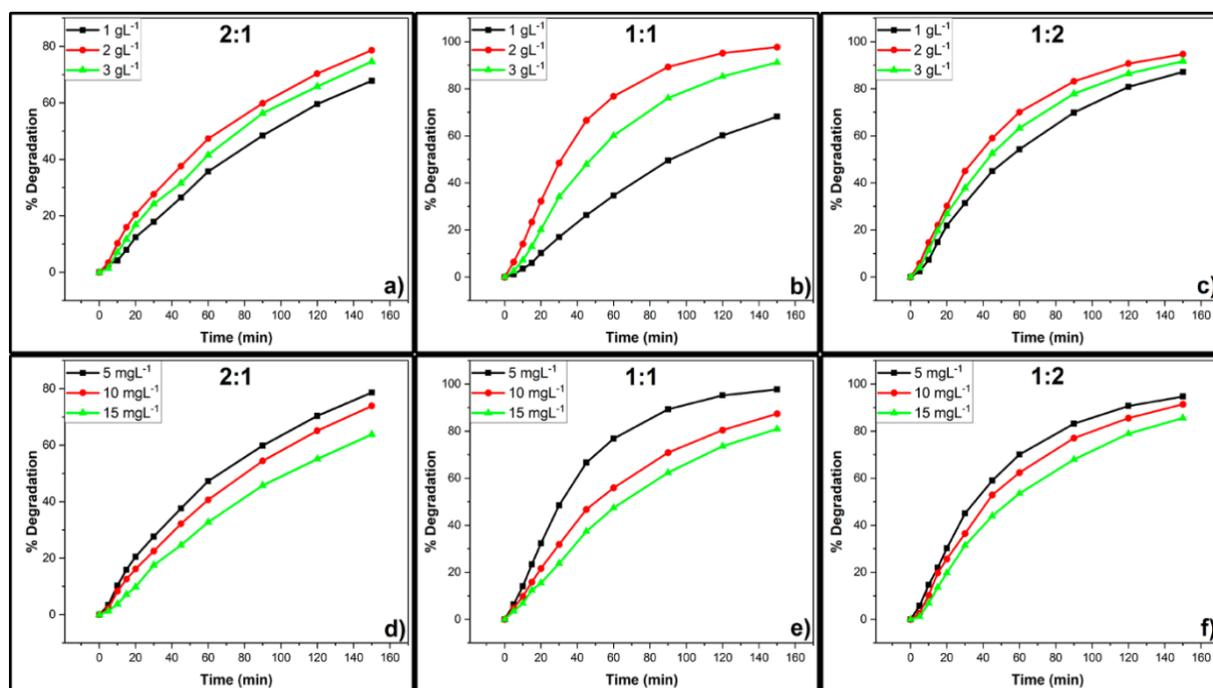 2:1
1 gL⁻¹
2 gL⁻¹
3 gL⁻¹
80
60
40
20
0
% Degradation
0 20 40 60 80 100 120 140 160
Time (min)
a)
1:1
1 gL⁻¹
2 gL⁻¹
3 gL⁻¹
100
80
60
40
20
0
% Degradation
0 20 40 60 80 100 120 140 160
Time (min)
b)
1:2
1 gL⁻¹
2 gL⁻¹
3 gL⁻¹
100
80
60
40
20
0
% Degradation
0 20 40 60 80 100 120 140 160
Time (min)
c)
2:1
5 mgL⁻¹
10 mgL⁻¹
15 mgL⁻¹
80
60
40
20
0
% Degradation
0 20 40 60 80 100 120 140 160
Time (min)
d)
1:1
5 mgL⁻¹
10 mgL⁻¹
15 mgL⁻¹
100
80
60
40
20
0
% Degradation
0 20 40 60 80 100 120 140 160
Time (min)
e)
1:2
5 mgL⁻¹
10 mgL⁻¹
15 mgL⁻¹
100
80
60
40
20
0
% Degradation
0 20 40 60 80 100 120 140 160
Time (min)
f)